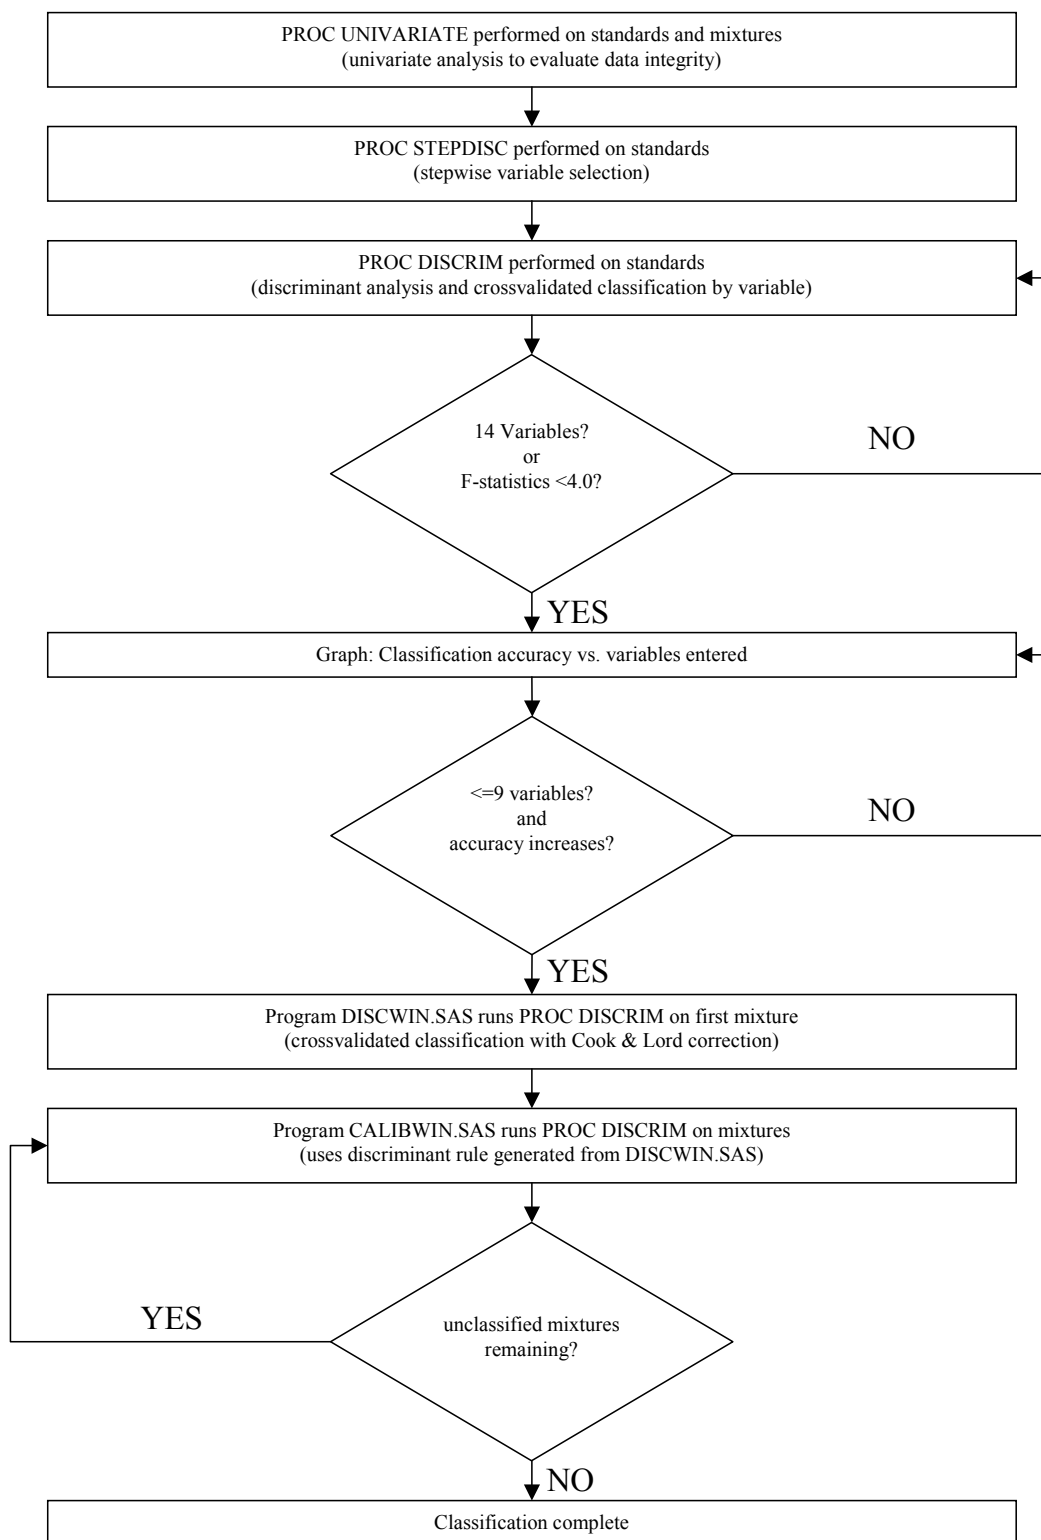 PROC UNIVARIATE performed on standards and mixtures
(univariate analysis to evaluate data integrity)
PROC STEPDISC performed on standards
(stepwise variable selection)
PROC DISCRIM performed on standards
(discriminant analysis and crossvalidated classification by variable)
14 Variables?
or
F-statistics <4.0?
NO
YES
Graph: Classification accuracy vs. variables entered
<=9 variables?
and
accuracy increases?
NO
YES
Program DISCWIN.SAS runs PROC DISCRIM on first mixture
(crossvalidated classification with Cook & Lord correction)
Program CALIBWIN.SAS runs PROC DISCRIM on mixtures
(uses discriminant rule generated from DISCWIN.SAS)
YES
unclassified mixtures
remaining?
NO
Classification complete